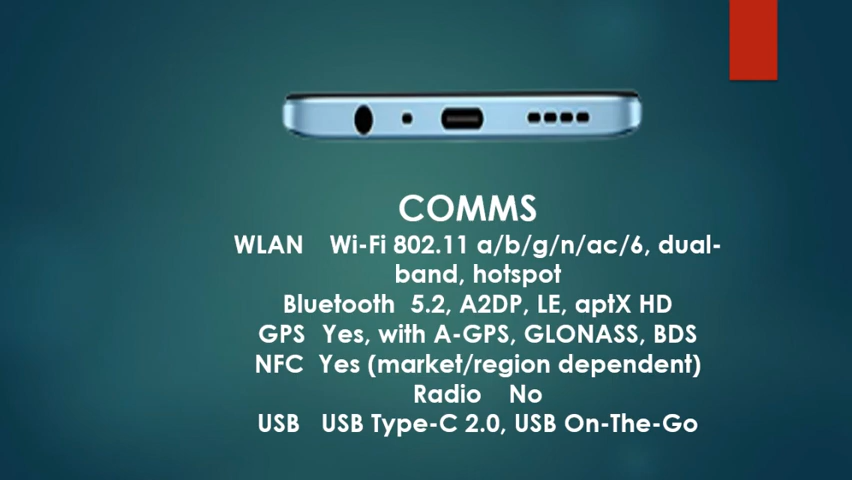 COMMS
WLAN Wi-Fi 802.11 a/b/g/n/ac/6, dual-
band, hotspot
Bluetooth 5.2, A2DP, LE, aptX HD
GPS Yes, with A-GPS, GLONASS, BDS
NFC Yes (market/region dependent)
Radio No
USB USB Type-C 2.0, USB On-The-Go